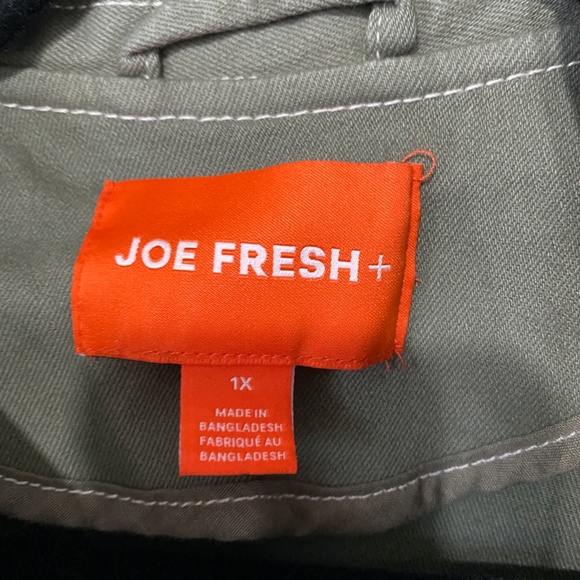 JOE FRESH+
1X
MADE IN
BANGLADESH
FABRIQUÉ AU
BANGLADESH